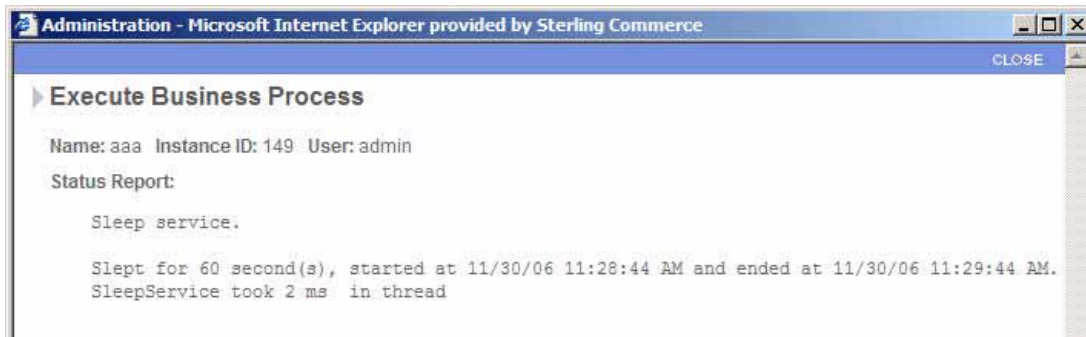 Administration - Microsoft Internet Explorer provided by Sterling Commerce
CLOSE
Execute Business Process
Name: aaa Instance ID: 149 User: admin
Status Report:
Sleep service.
Slept for 60 second(s), started at 11/30/06 11:28:44 AM and ended at 11/30/06 11:29:44 AM.
SleepService took 2 ms in thread